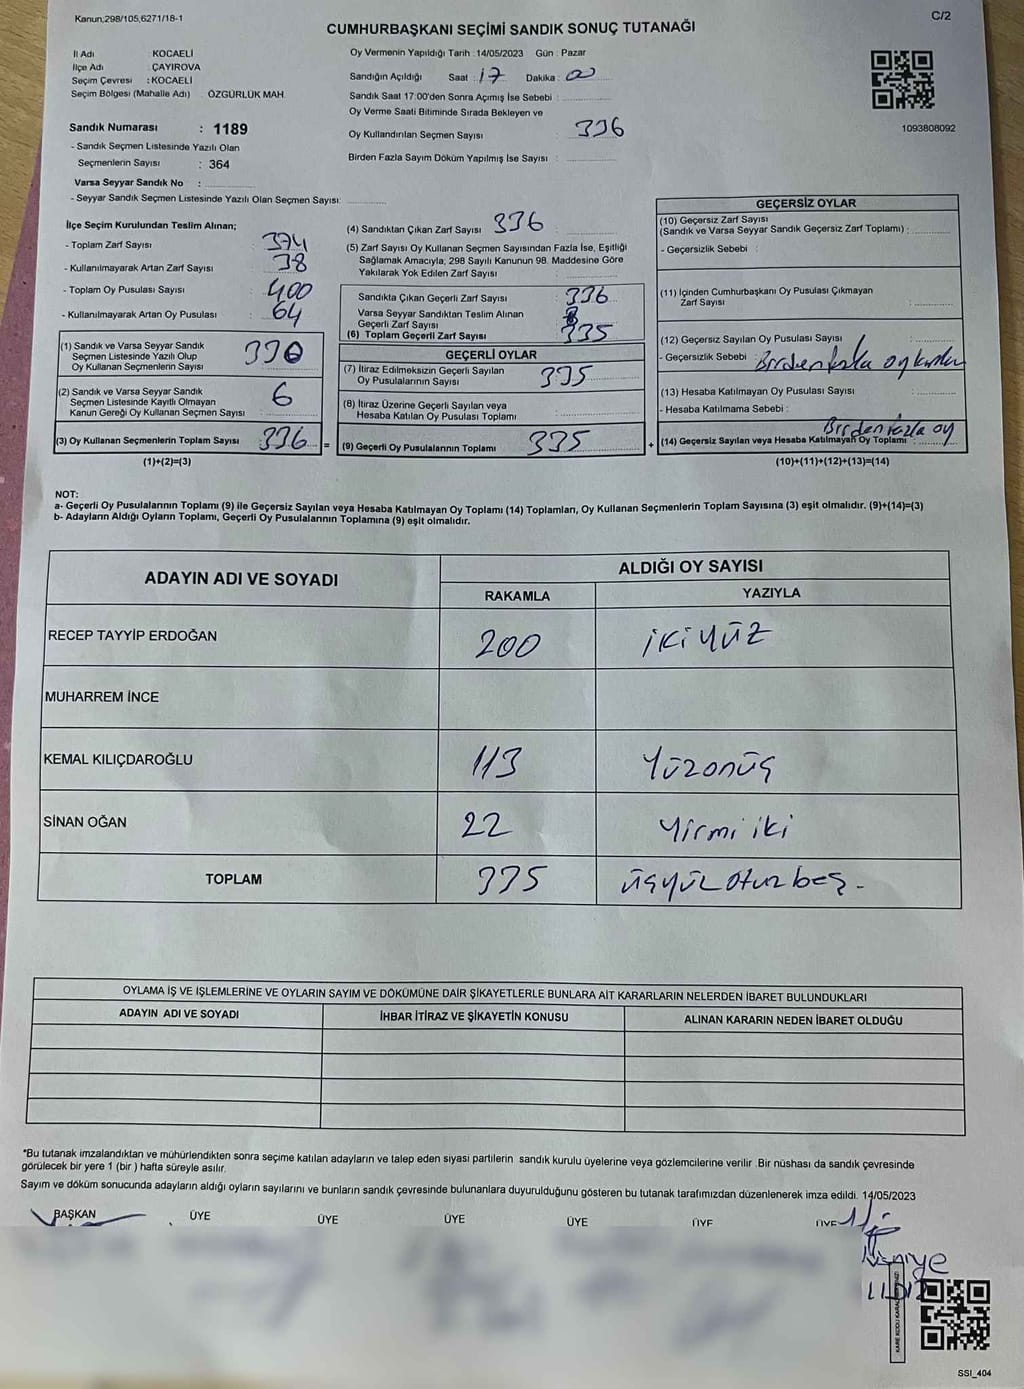 Kanun,298/105,6271/18-1
C/2
CUMHURBAŞKANI SEÇİMİ SANDIK SONUÇ TUTANAĞI
İl Adı KOCAELİ
İlçe Adı : ÇAYIROVA
Seçim Çevresi : KOCAELİ
Seçim Bölgesi (Mahalle Adı) ÖZGÜRLÜK MAH.
Oy Vermenin Yapıldığı Tarih : 14/05/2023 Gün : Pazar
Sandığın Açıldığı Saat : 17 Dakika : 00
Sandık Saat 17:00'den Sonra Açımış İse Sebebi :
Oy Verme Saati Bitiminde Sırada Bekleyen ve
Oy Kullandırılan Seçmen Sayısı 336
Birden Fazla Sayım Döküm Yapılmış İse Sayısı :
1093808092
Sandık Numarası : 1189
- Sandık Seçmen Listesinde Yazılı Olan
Seçmenlerin Sayısı : 364
Varsa Seyyar Sandık No :
- Seyyar Sandık Seçmen Listesinde Yazılı Olan Seçmen Sayısı:
İlçe Seçim Kurulundan Teslim Alınan;
- Toplam Zarf Sayısı : 374
- Kullanılmayarak Artan Zarf Sayısı : 38
- Toplam Oy Pusulası Sayısı : 400
- Kullanılmayarak Artan Oy Pusulası : 64
(1) Sandık ve Varsa Seyyar Sandık
Seçmen Listesinde Yazılı Olup
Oy Kullanan Seçmenlerin Sayısı 330
(2) Sandık ve Varsa Seyyar Sandık
Seçmen Listesinde Kayıtlı Olmayan
Kanun Gereği Oy Kullanan Seçmen Sayısı 6
(3) Oy Kullanan Seçmenlerin Toplam Sayısı 336 =
(1)+(2)=(3)
(4) Sandıktan Çıkan Zarf Sayısı 336
(5) Zarf Sayısı Oy Kullanan Seçmen Sayısından Fazla İse, Eşitliği
Sağlamak Amacıyla; 298 Sayılı Kanunun 98. Maddesine Göre
Yakılarak Yok Edilen Zarf Sayısı
Sandıkta Çıkan Geçerli Zarf Sayısı : 336
Varsa Seyyar Sandıktan Teslim Alınan
Geçerli Zarf Sayısı
(6) Toplam Geçerli Zarf Sayısı 335
GEÇERLİ OYLAR
(7) İtiraz Edilmeksizin Geçerli Sayılan
Oy Pusulalarının Sayısı 335
(8) İtiraz Üzerine Geçerli Sayılan veya
Hesaba Katılan Oy Pusulası Toplamı
(9) Geçerli Oy Pusulalarının Toplamı 335 +
GEÇERSİZ OYLAR
(10) Geçersiz Zarf Sayısı
(Sandık ve Varsa Seyyar Sandık Geçersiz Zarf Toplamı) :
- Geçersizlik Sebebi :
(11) İçinden Cumhurbaşkanı Oy Pusulası Çıkmayan
Zarf Sayısı
(12) Geçersiz Sayılan Oy Pusulası Sayısı
- Geçersizlik Sebebi : Birden fazla oy
(13) Hesaba Katılmayan Oy Pusulası Sayısı
- Hesaba Katılmama Sebebi :
Birden fazla oy
(14) Geçersiz Sayılan veya Hesaba Katılmayan Oy Toplamı :
(10)+(11)+(12)+(13)=(14)
NOT:
a- Geçerli Oy Pusulalarının Toplamı (9) ile Geçersiz Sayılan veya Hesaba Katılmayan Oy Toplamı (14) Toplamları, Oy Kullanan Seçmenlerin Toplam Sayısına (3) eşit olmalıdır. (9)+(14)=(3)
b- Adayların Aldığı Oyların Toplamı, Geçerli Oy Pusulalarının Toplamına (9) eşit olmalıdır.
ADAYIN ADI VE SOYADI
ALDIĞI OY SAYISI
RAKAMLA YAZIYLA
RECEP TAYYİP ERDOĞAN 200 iki yüz
MUHARREM İNCE
KEMAL KILIÇDAROĞLU 113 Yüzonüç
SİNAN OĞAN 22 Yirmi iki
TOPLAM 335 üçyüz otuz beş -
OYLAMA İŞ VE İŞLEMLERİNE VE OYLARIN SAYIM VE DÖKÜMÜNE DAİR ŞİKAYETLERLE BUNLARA AİT KARARLARIN NELERDEN İBARET BULUNDUKLARI
ADAYIN ADI VE SOYADI İHBAR İTİRAZ VE ŞİKAYETİN KONUSU ALINAN KARARIN NEDEN İBARET OLDUĞU
*Bu tutanak imzalandıktan ve mühürlendikten sonra seçime katılan adayların ve talep eden siyasi partilerin sandık kurulu üyelerine veya gözlemcilerine verilir .Bir nüshası da sandık çevresinde
görülecek bir yere 1 (bir ) hafta süreyle asılır.
Sayım ve döküm sonucunda adayların aldığı oyların sayılarını ve bunların sandık çevresinde bulunanlara duyurulduğunu gösteren bu tutanak tarafımızdan düzenlenerek imza edildi. 14/05/2023
BAŞKAN ÜYE ÜYE ÜYE ÜYE ÜYE ÜYE
SSI_404